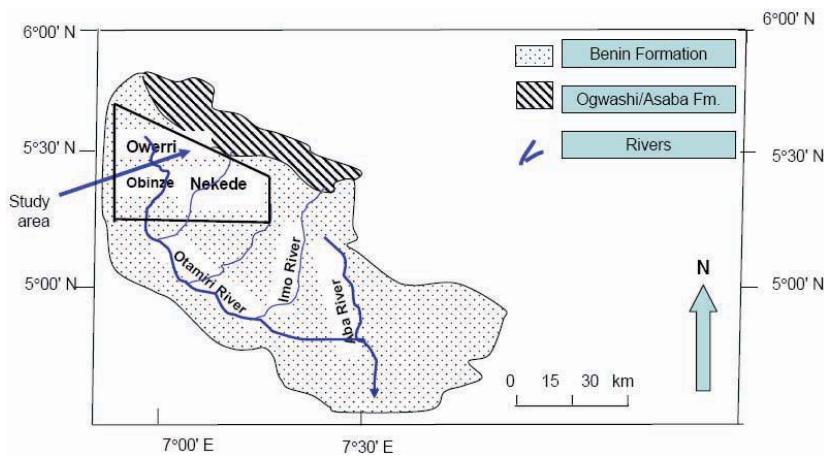 6°00' N
6°00' N
Benin Formation
Ogwashi/Asaba Fm.
Rivers
5°30' N
5°30' N
Owerri
Obinze
Nekede
Study
area
5°00' N
5°00' N
Otamiri River
Imo River
Aba River
N
0 15 30 km
7°00' E
7°30' E